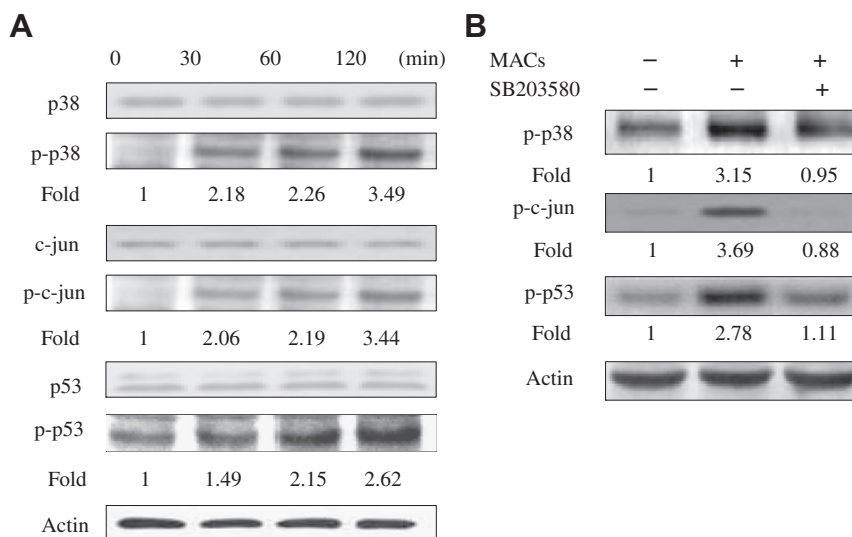 A
0 30 60 120 (min)
p38
p-p38
Fold 1 2.18 2.26 3.49
c-jun
p-c-jun
Fold 1 2.06 2.19 3.44
p53
p-p53
Fold 1 1.49 2.15 2.62
Actin
B
MACs − + +
SB203580 − − +
p-p38
Fold 1 3.15 0.95
p-c-jun
Fold 1 3.69 0.88
p-p53
Fold 1 2.78 1.11
Actin